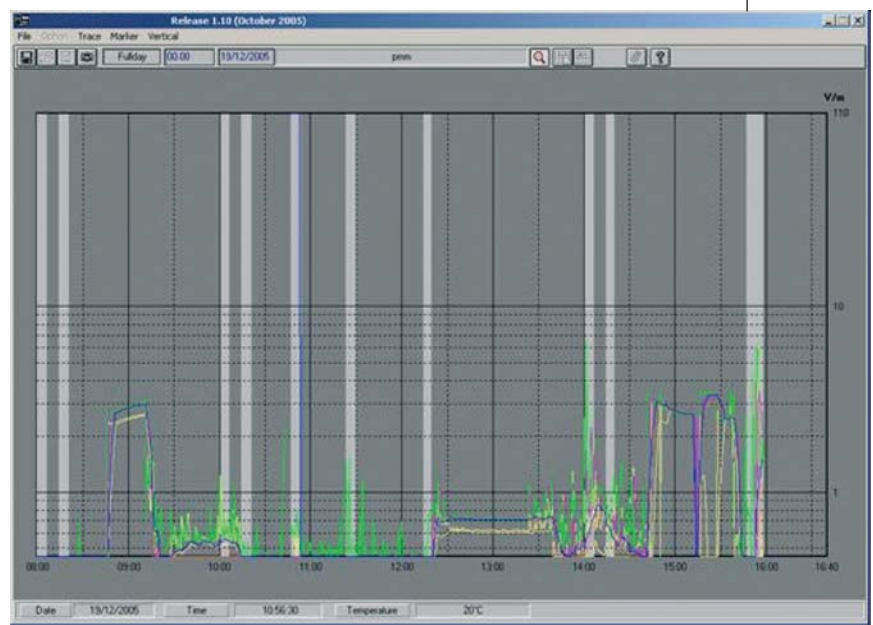 Release 1.10 (October 2005)
File Option Trace Marker Vertical
Fullday 00.00 19/12/2005 pmm
V/m
110
10
1
08:00 09:00 10:00 11:00 12:00 13:00 14:00 15:00 16:00 16:40
Date 19/12/2005 Time 10:56:30 Temperature 20°C